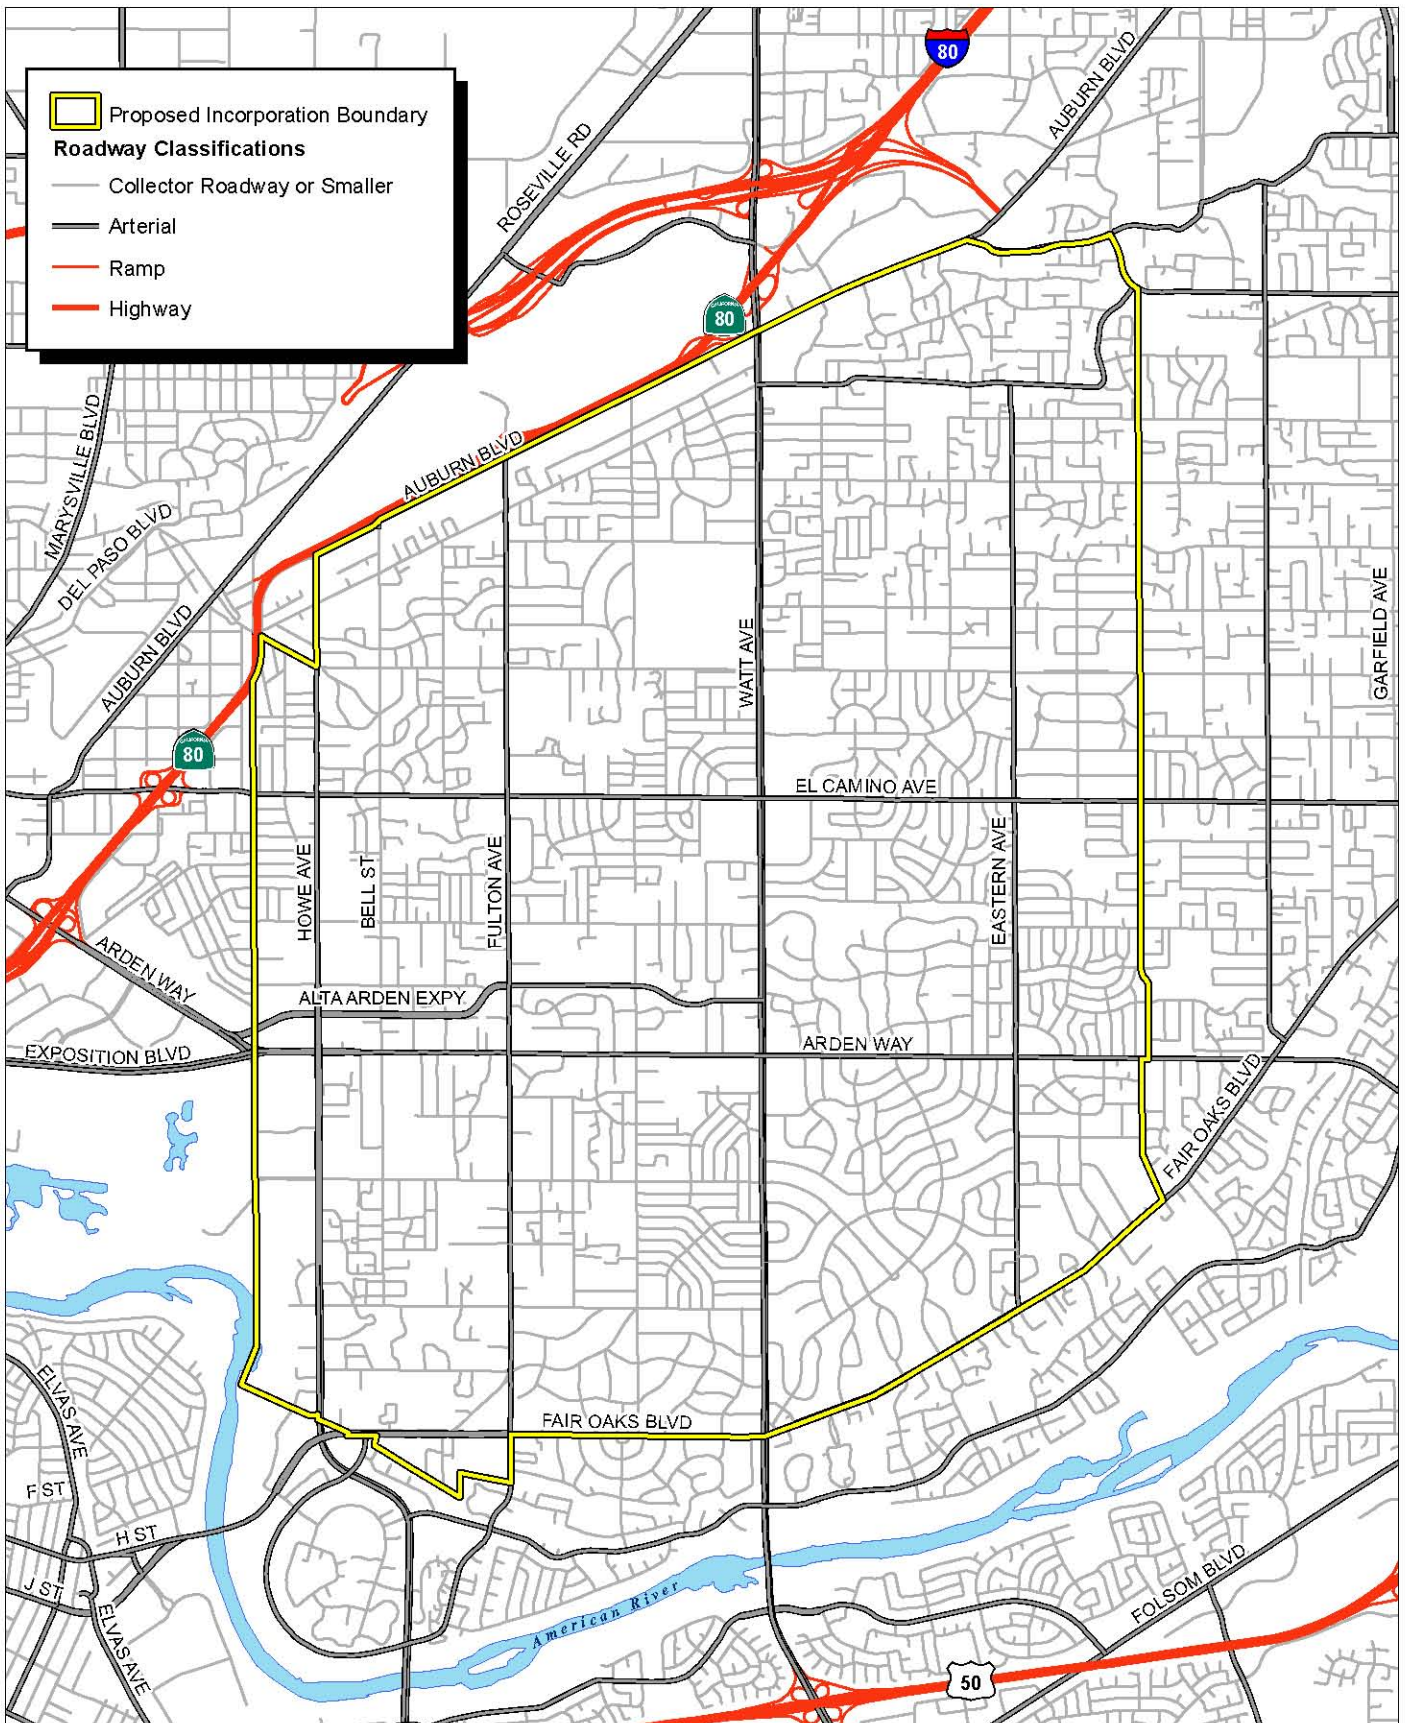 80
AUBURN BLVD
Proposed Incorporation Boundary
Roadway Classifications
Collector Roadway or Smaller
Arterial
Ramp
Highway
ROSEVILLE RD
80
MARYSVILLE BLVD
AUBURN BLVD
DEL PASO BLVD
AUBURN BLVD
GARFIELD AVE
WATT AVE
80
EL CAMINO AVE
HOWE AVE
BELL ST
FULTON AVE
EASTERN AVE
ARDEN WAY
ALTA ARDEN EXPY
EXPOSITION BLVD
ARDEN WAY
FAIR OAKS BLVD
ELVAS AVE
FAIR OAKS BLVD
F ST
H ST
J ST
ELVAS AVE
American River
FOLSOM BLVD
50